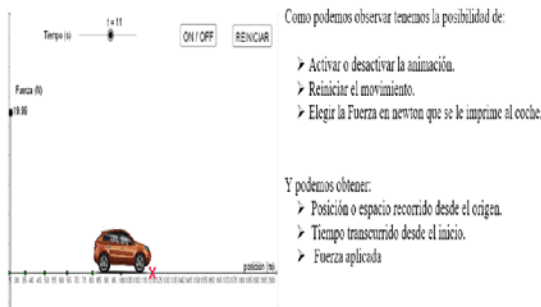 t = 11
Tiempo (s)
ON / OFF
REINICIAR
Fuerza (N)
19.99
posición (m)
Como podemos observar tenemos la posibilidad de:
➢ Activar o desactivar la animación.
➢ Reiniciar el movimiento.
➢ Elegir la Fuerza en newton que se le imprime al coche.
Y podemos obtener:
➢ Posición o espacio recorrido desde el origen.
➢ Tiempo transcurrido desde el inicio.
➢ Fuerza aplicada